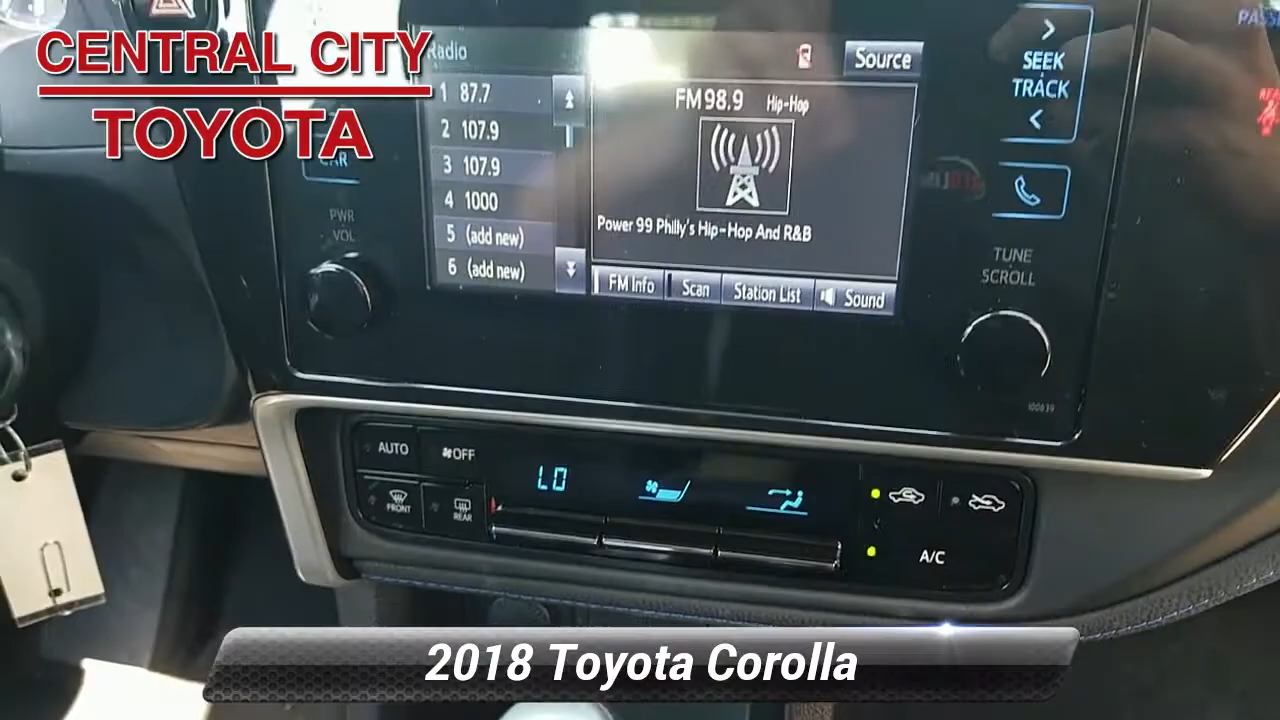 CENTRAL CITY
TOYOTA
Radio
Source
1 87.7
2 107.9
3 107.9
4 1000
5 (add new)
6 (add new)
FM 98.9 Hip-Hop
Power 99 Philly's Hip-Hop And R&B
FM Info Scan Station List Sound
SEEK
TRACK
CAR
PWR
VOL
TUNE
SCROLL
100639
AUTO
OFF
FRONT
REAR
LO
A/C
2018 Toyota Corolla